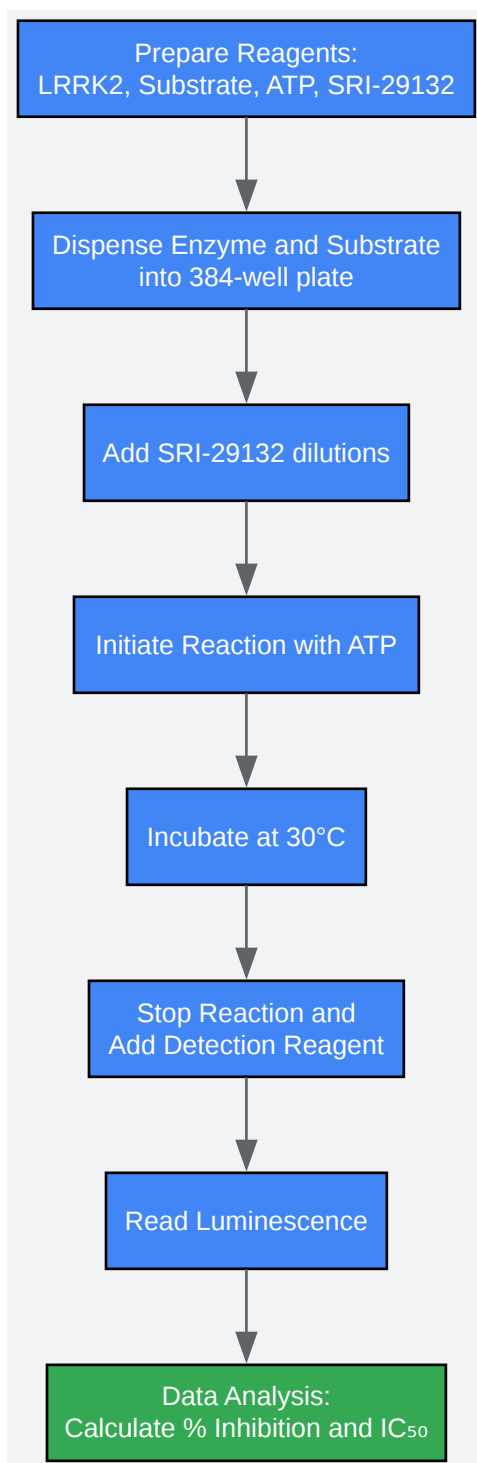 Prepare Reagents:
LRRK2, Substrate, ATP, SRI-29132
Dispense Enzyme and Substrate
into 384-well plate
Add SRI-29132 dilutions
Initiate Reaction with ATP
Incubate at 30°C
Stop Reaction and
Add Detection Reagent
Read Luminescence
Data Analysis:
Calculate % Inhibition and IC₅₀